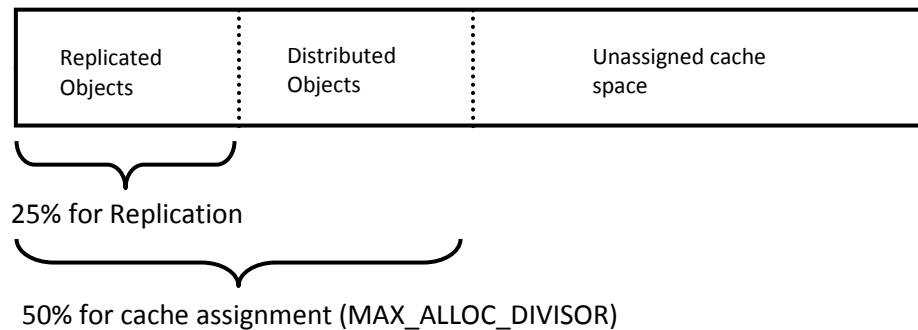 Replicated
Objects
Distributed
Objects
Unassigned cache
space
25% for Replication
50% for cache assignment (MAX_ALLOC_DIVISOR)